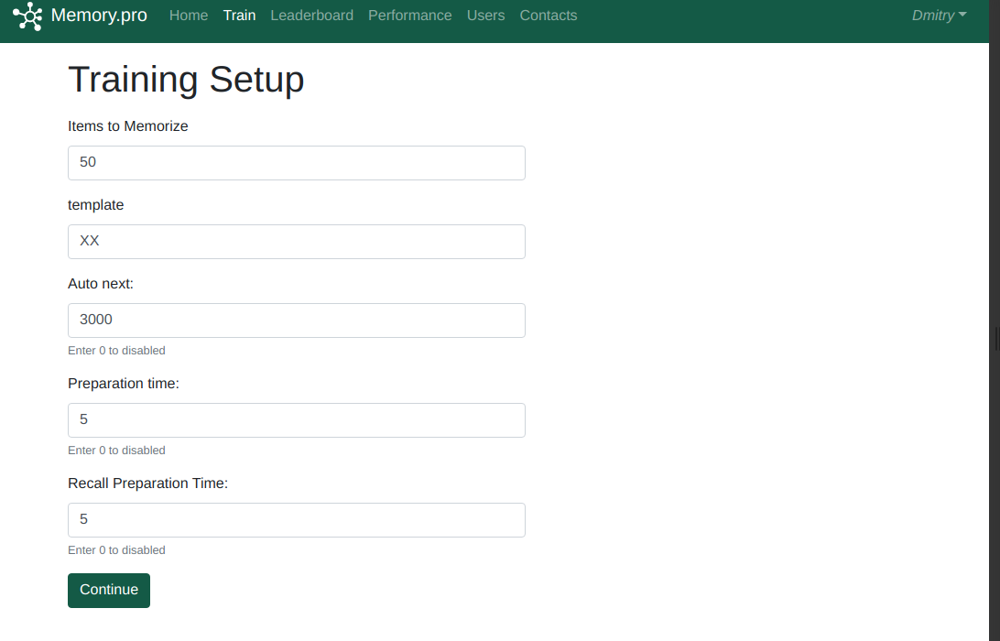 Memory.pro Home Train Leaderboard Performance Users Contacts Dmitry
Training Setup
Items to Memorize
50
template
XX
Auto next:
3000
Enter 0 to disabled
Preparation time:
5
Enter 0 to disabled
Recall Preparation Time:
5
Enter 0 to disabled
Continue